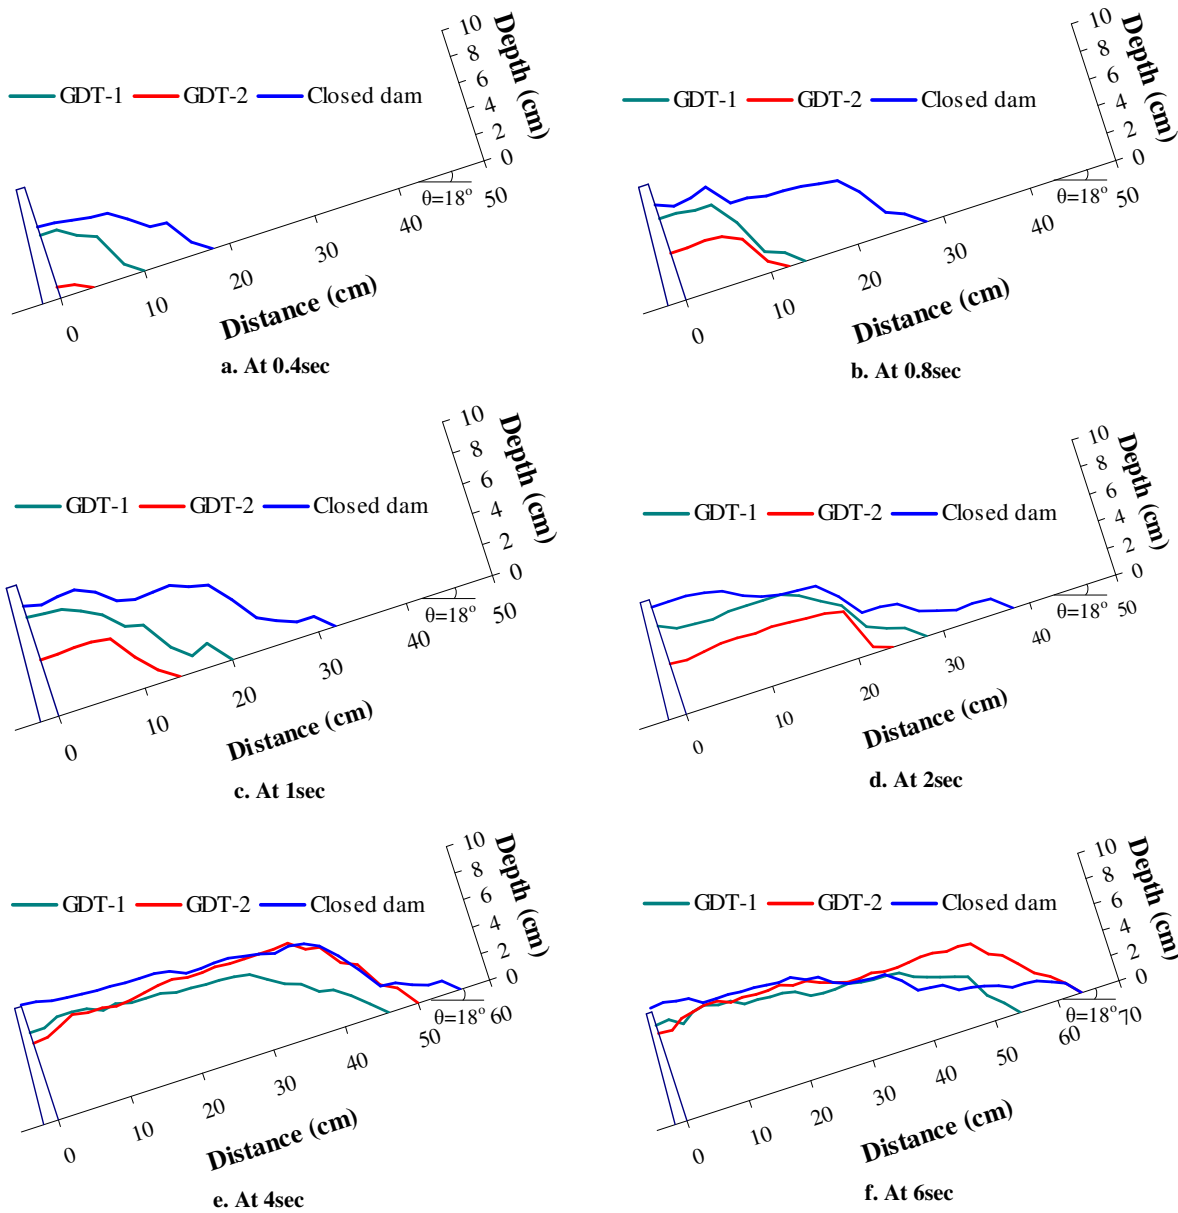 GDT-1 GDT-2 Closed dam
10
8
6
4
2
0
Depth (cm)
θ=18°
0
10
20
30
40
50
Distance (cm)
a. At 0.4sec
GDT-1 GDT-2 Closed dam
10
8
6
4
2
0
Depth (cm)
θ=18°
0
10
20
30
40
50
Distance (cm)
b. At 0.8sec
GDT-1 GDT-2 Closed dam
10
8
6
4
2
0
Depth (cm)
θ=18°
0
10
20
30
40
50
Distance (cm)
c. At 1sec
GDT-1 GDT-2 Closed dam
10
8
6
4
2
0
Depth (cm)
θ=18°
0
10
20
30
40
50
Distance (cm)
d. At 2sec
GDT-1 GDT-2 Closed dam
10
8
6
4
2
0
Depth (cm)
θ=18°
0
10
20
30
40
50
60
Distance (cm)
e. At 4sec
GDT-1 GDT-2 Closed dam
10
8
6
4
2
0
Depth (cm)
θ=18°
0
10
20
30
40
50
60
70
Distance (cm)
f. At 6sec